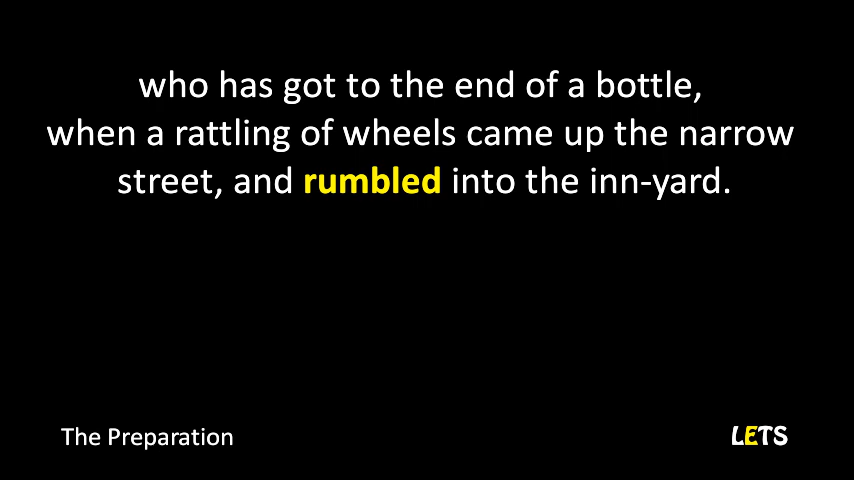 who has got to the end of a bottle,
when a rattling of wheels came up the narrow
street, and rumbled into the inn-yard.
The Preparation
LETS